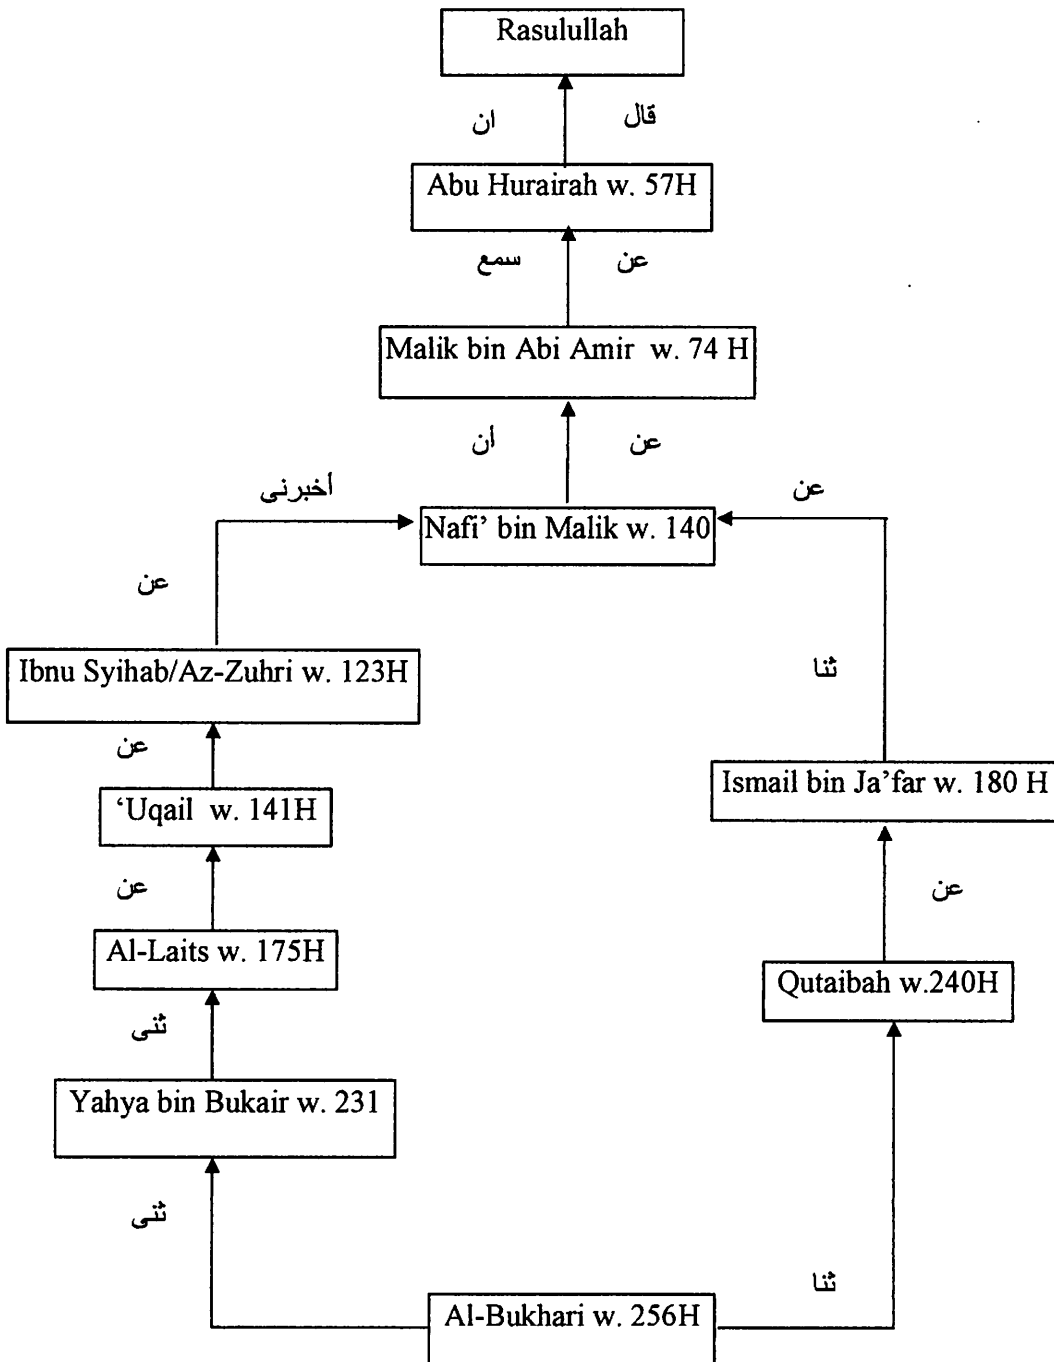 Rasulullah
ان قال
Abu Hurairah w. 57H
سمع عن
Malik bin Abi Amir w. 74 H
أن عن
أخبرنى عن
Nafi’ bin Malik w. 140
عن
Ibnu Syihab/Az-Zuhri w. 123H
ثنا
عن
Ismail bin Ja’far w. 180 H
‘Uqail w. 141H
عن عن
Al-Laits w. 175H
Qutaibah w.240H
ثنى
Yahya bin Bukair w. 231
ثنى
ثنا
Al-Bukhari w. 256H